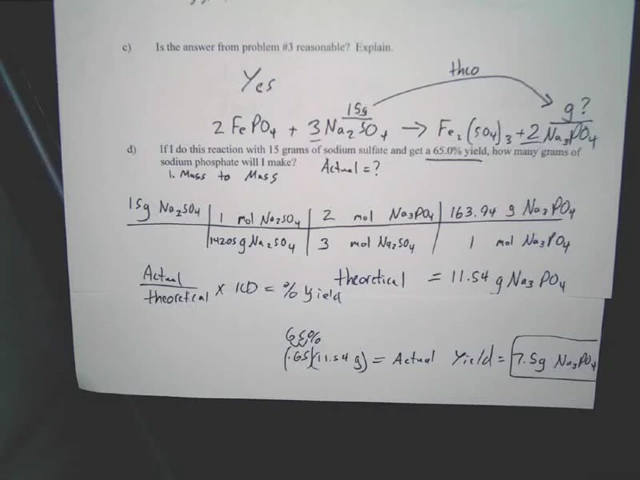 c) Is the answer from problem #3 reasonable? Explain.
Yes
theo
15g g?
2 FePO₄ + 3 Na₂SO₄ → Fe₂(SO₄)₃ + 2 Na₃PO₄
d) If I do this reaction with 15 grams of sodium sulfate and get a 65.0% yield, how many grams of
sodium phosphate will I make? Actual = ?
1. Mass to Mass
15g Na₂SO₄ | 1 mol Na₂SO₄ | 2 mol Na₃PO₄ | 163.94 g Na₃PO₄
142.05 g Na₂SO₄ | 3 mol Na₂SO₄ | 1 mol Na₃PO₄
Actual / theoretical x 100 = % Yield
theoretical = 11.54 g Na₃PO₄
65%
(.65)(11.54 g) = Actual Yield = 7.5g Na₃PO₄